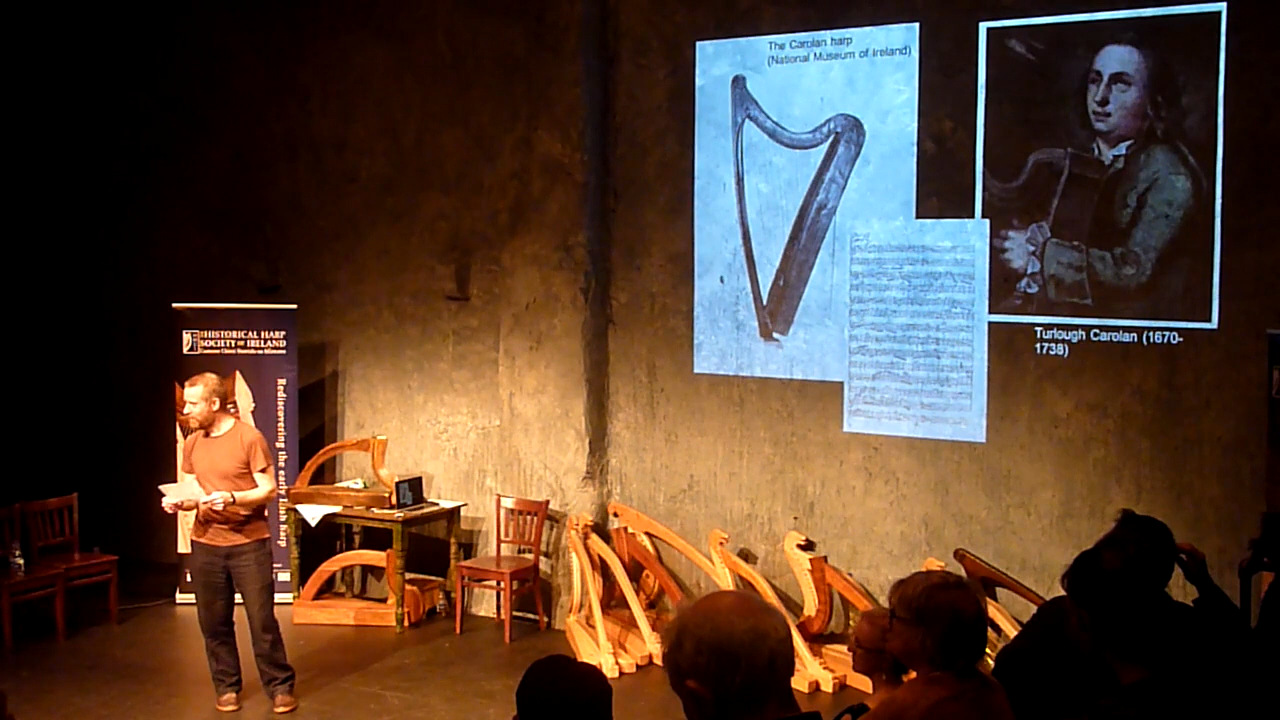 The Carolan harp
(National Museum of Ireland)
Turlough Carolan (1670-
1738)
THE HISTORICAL HARP
SOCIETY OF IRELAND
Rediscovering the early Irish harp